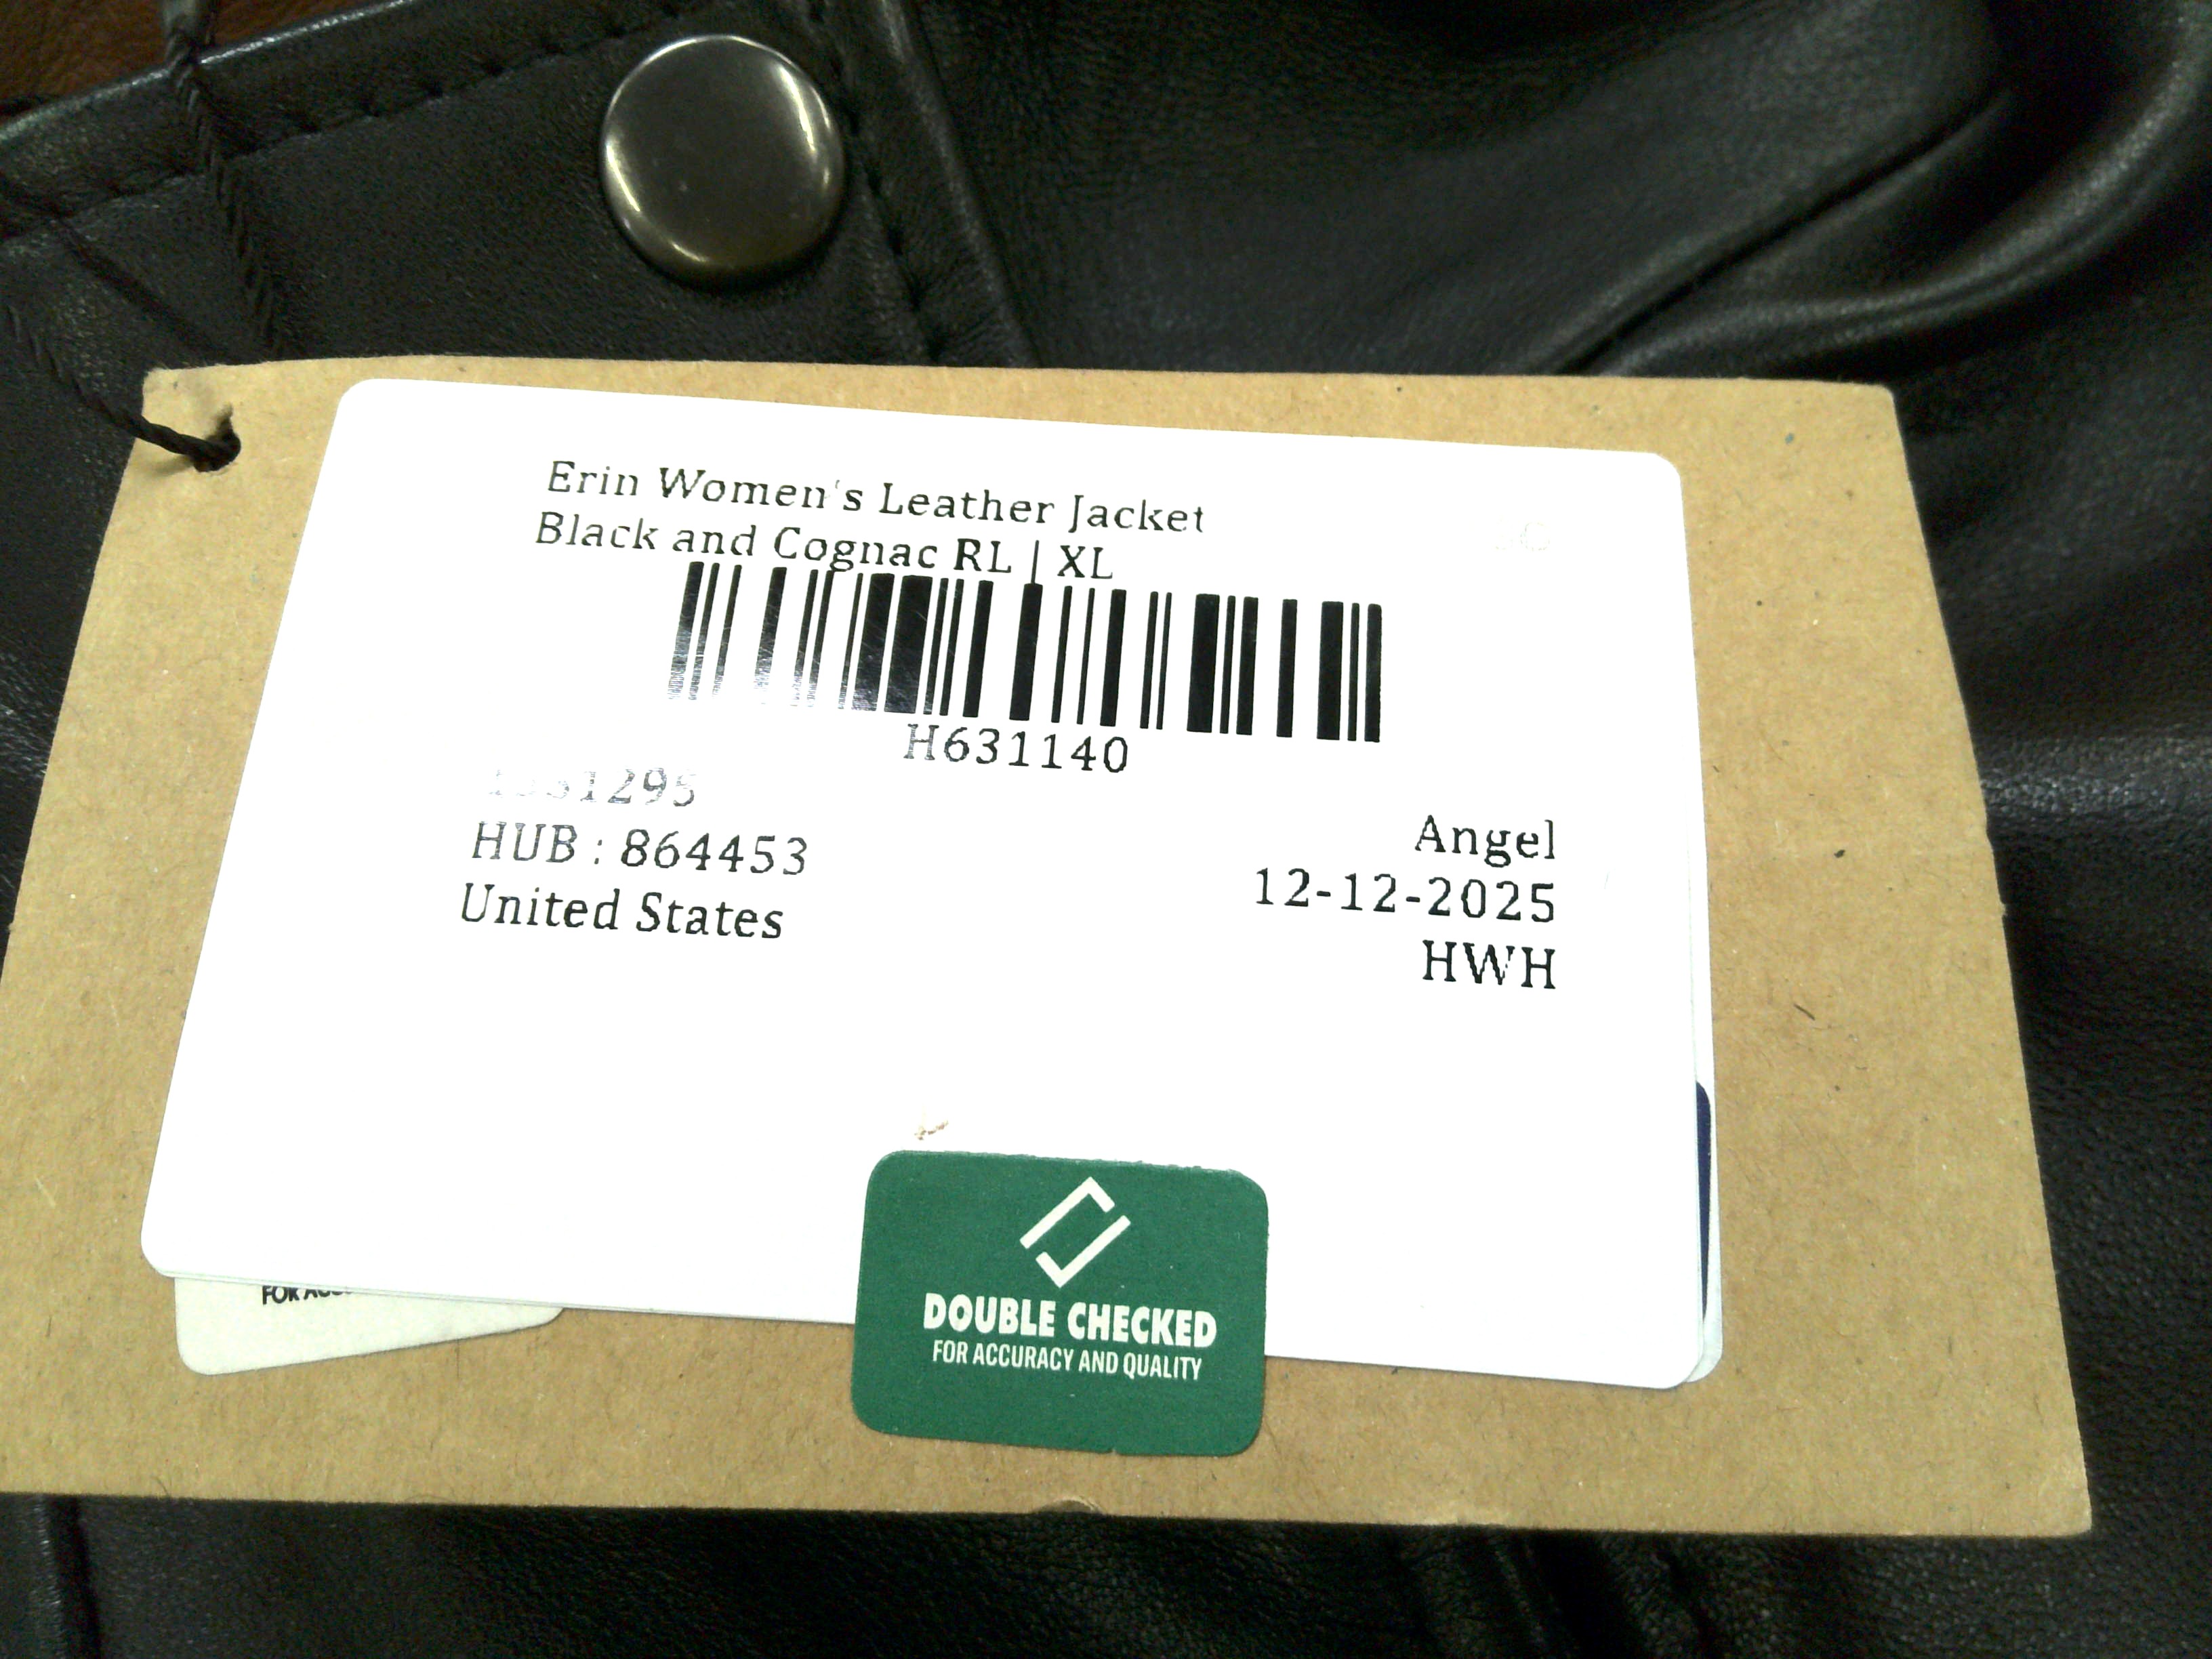 Erin Women's Leather Jacket
Black and Cognac RL | XL
H631140
HUB : 864453
United States
Angel
12-12-2025
HWH
DOUBLE CHECKED
FOR ACCURACY AND QUALITY
FOR